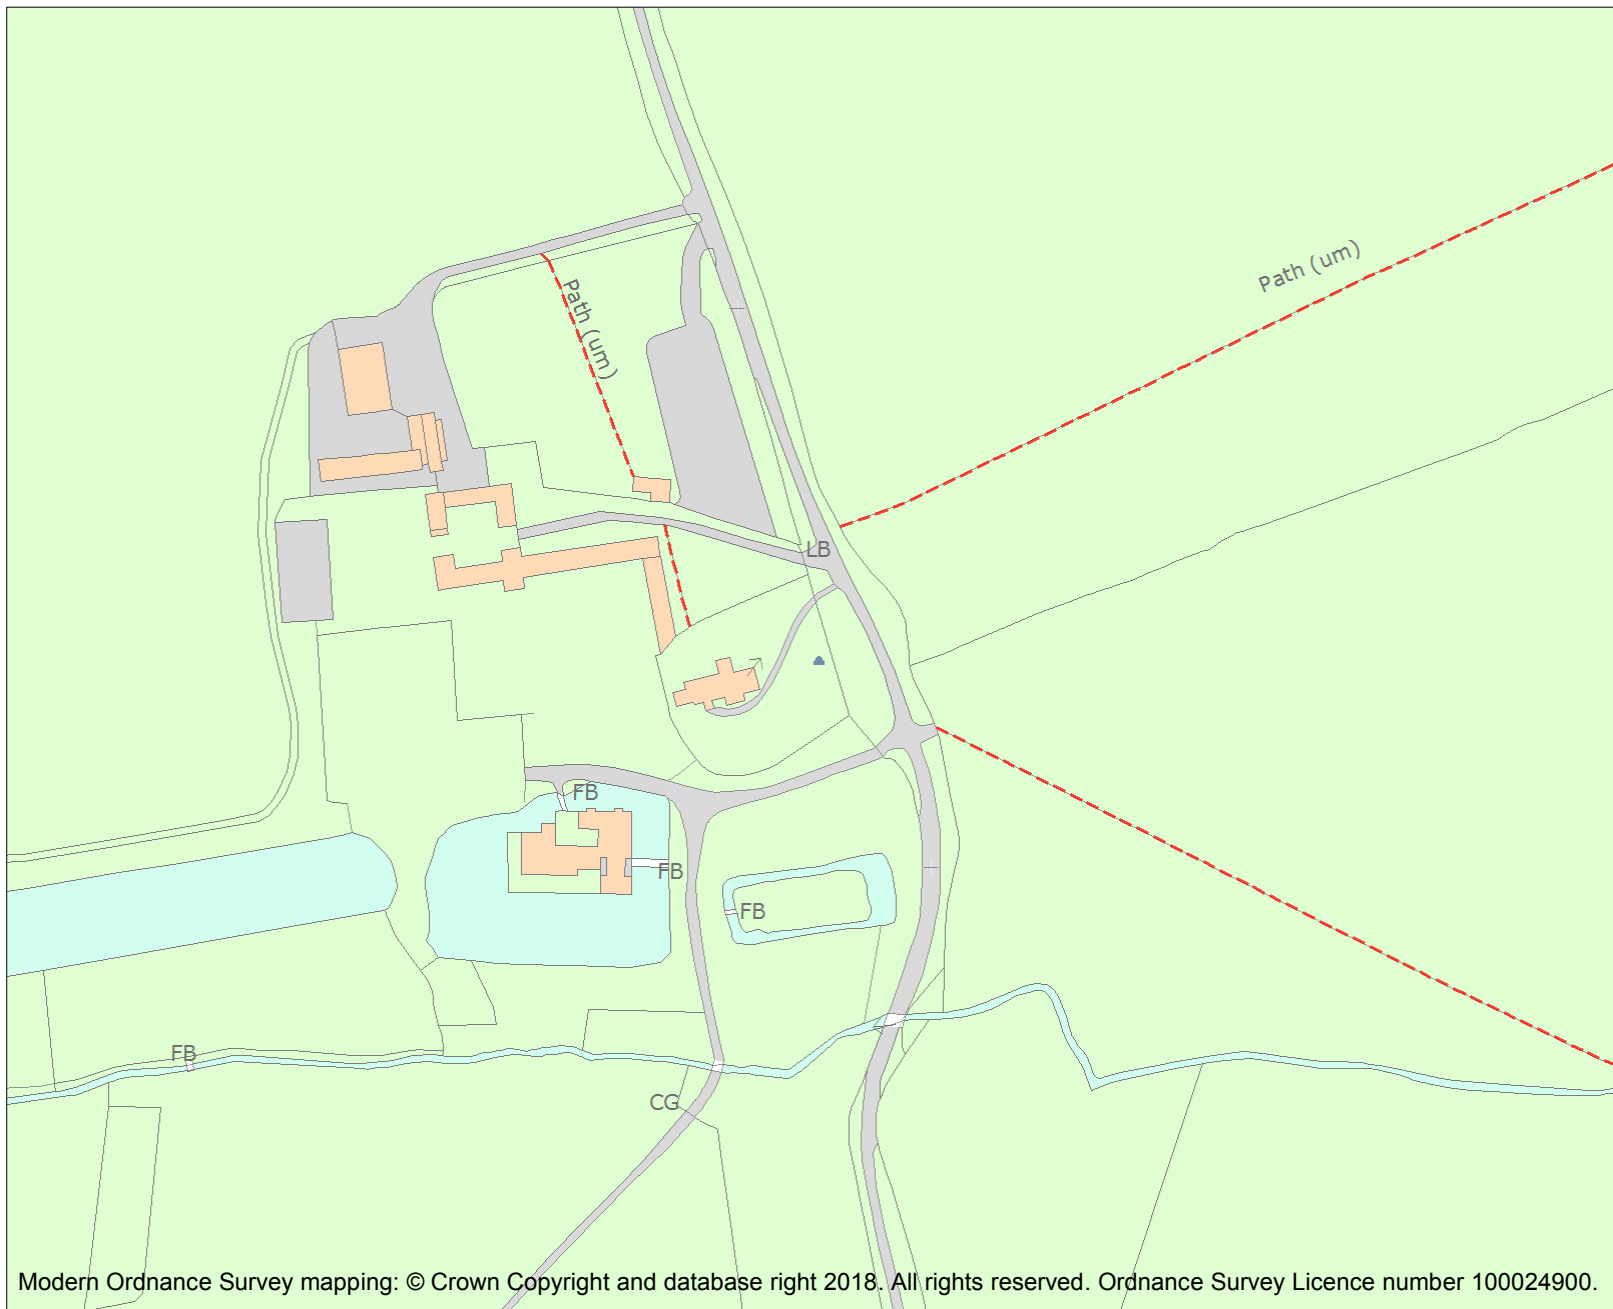 Path (um)
Path (um)
LB
FB
FB
FB
FB
CG
Modern Ordnance Survey mapping: © Crown Copyright and database right 2018. All rights reserved. Ordnance Survey Licence number 100024900.